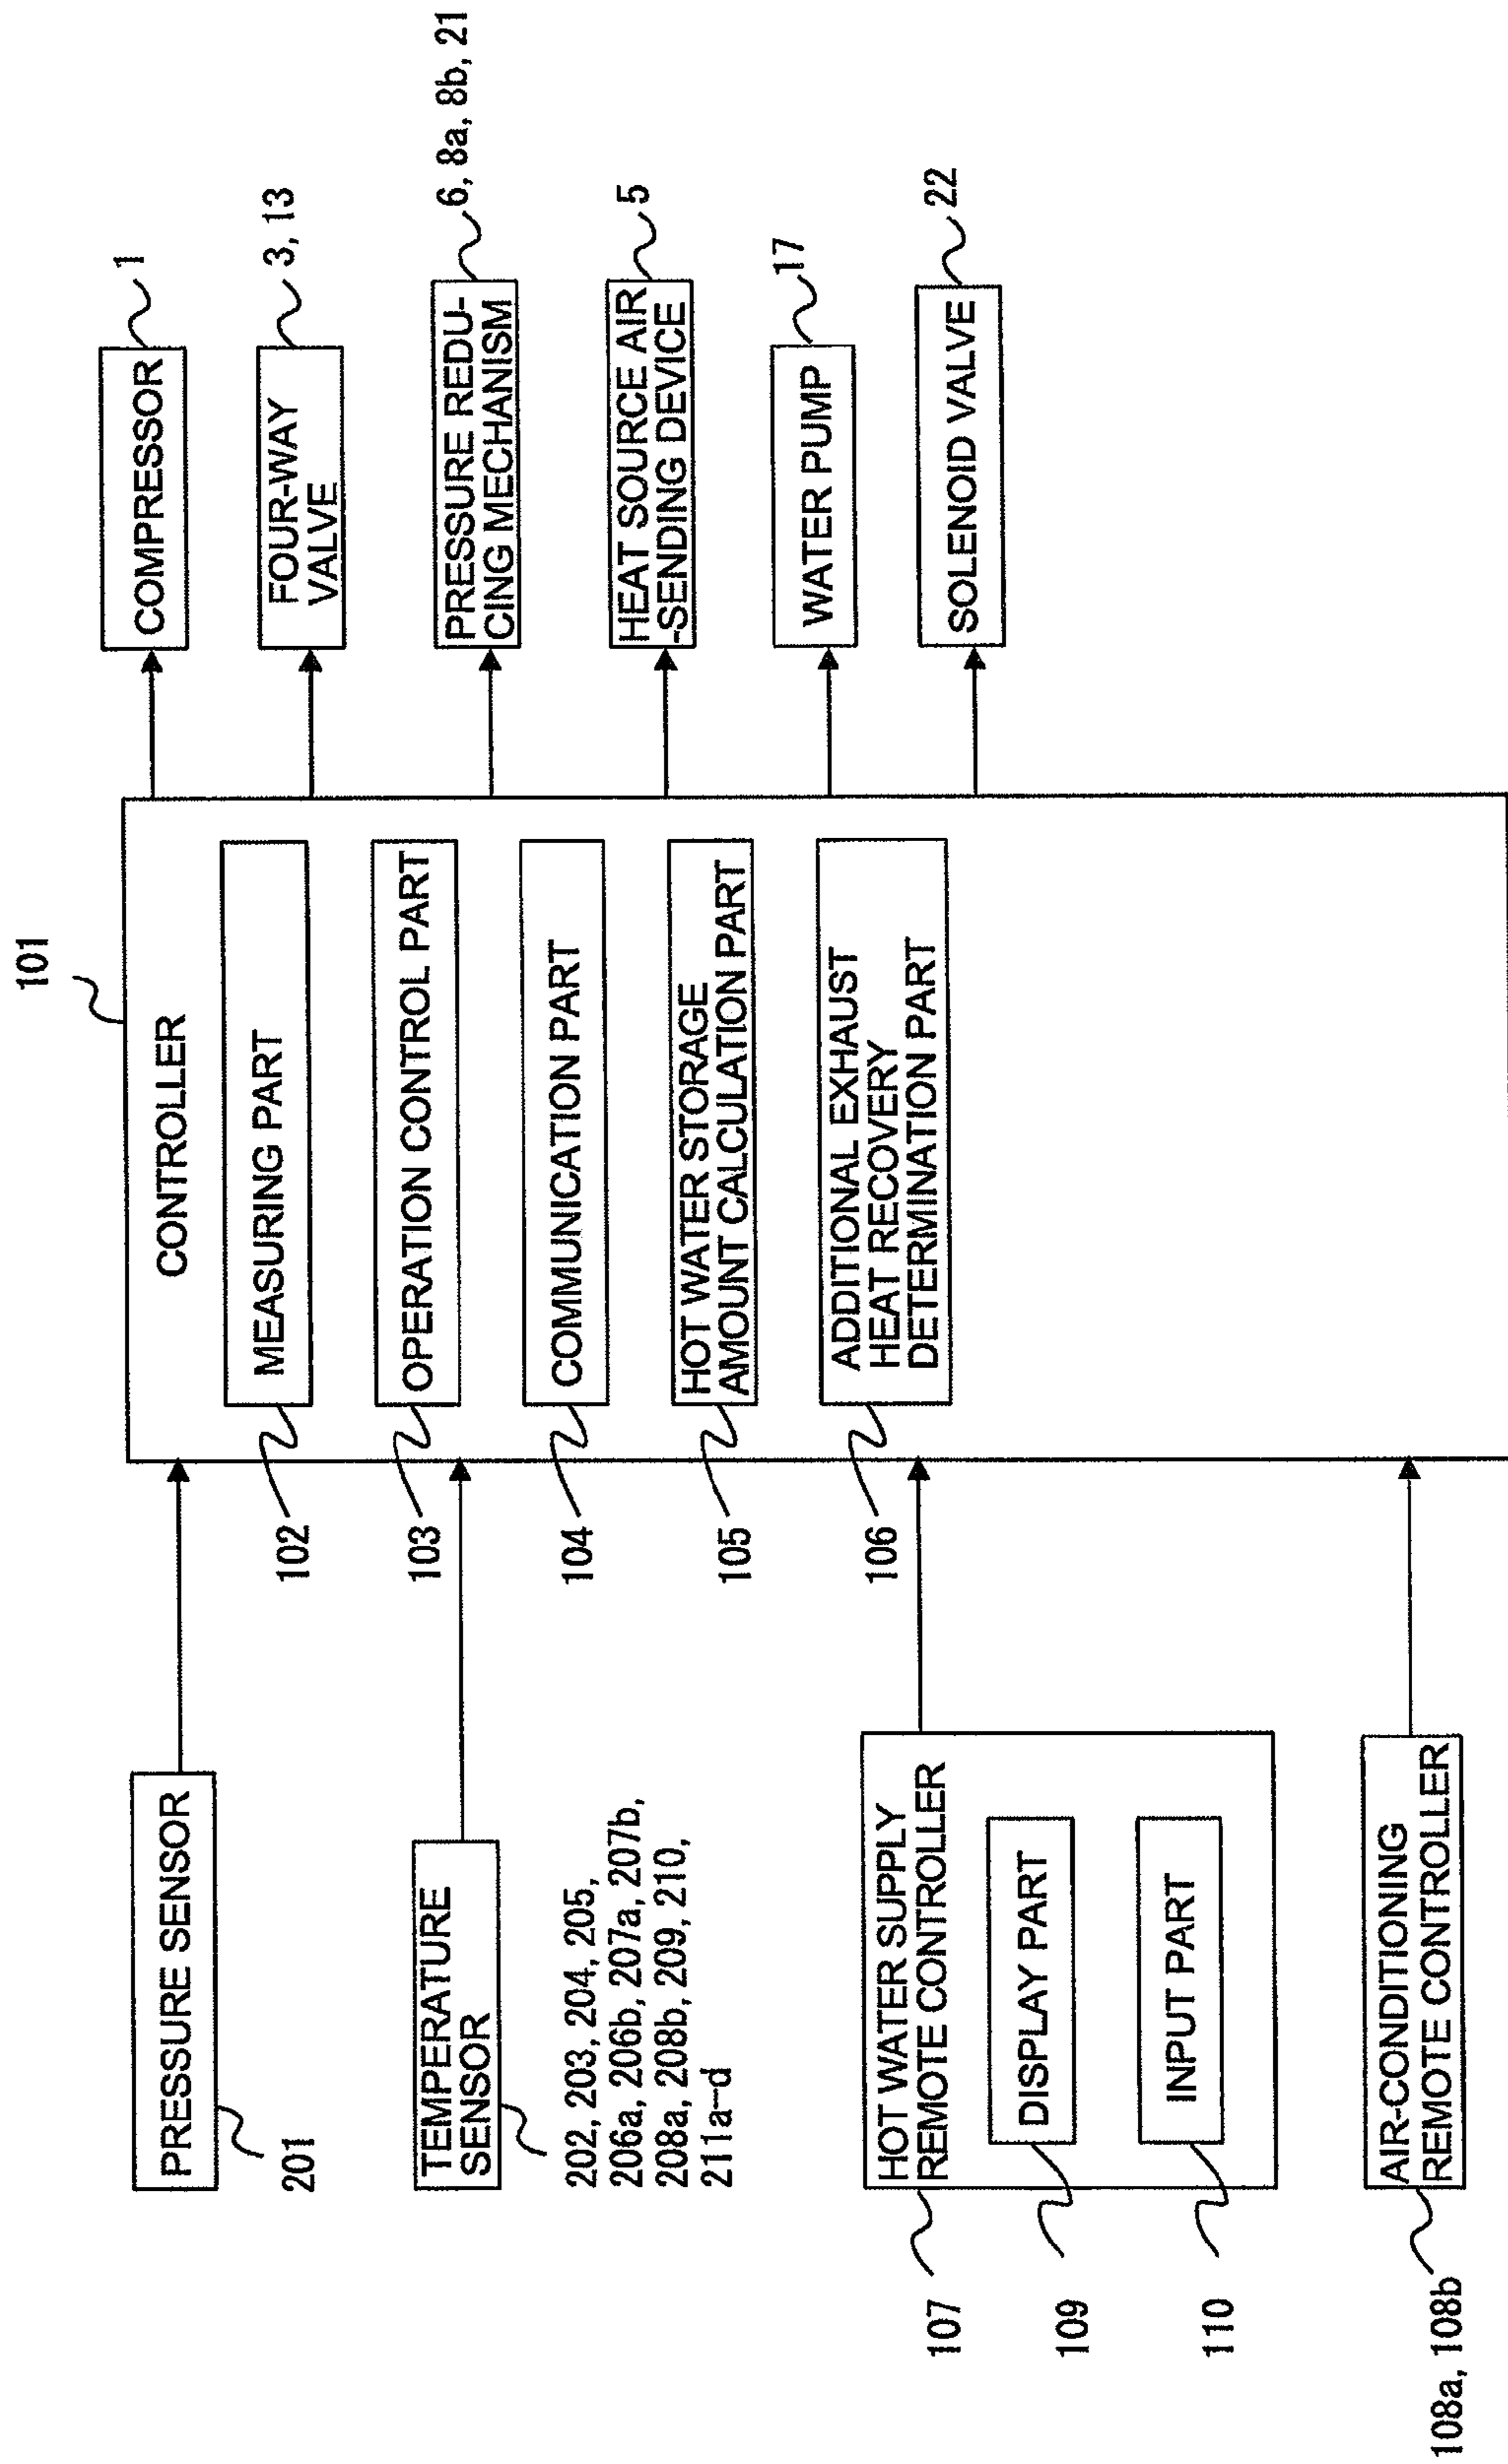 PRESSURE SENSOR
201
TEMPERATURE
SENSOR
202, 203, 204, 205,
206a, 206b, 207a, 207b,
208a, 208b, 209, 210,
211a-d
HOT WATER SUPPLY
REMOTE CONTROLLER
107
DISPLAY PART
109
INPUT PART
110
AIR-CONDITIONING
REMOTE CONTROLLER
108a, 108b
101
CONTROLLER
MEASURING PART
102
OPERATION CONTROL PART
103
COMMUNICATION PART
104
HOT WATER STORAGE
AMOUNT CALCULATION PART
105
ADDITIONAL EXHAUST
HEAT RECOVERY
DETERMINATION PART
106
COMPRESSOR
1
FOUR-WAY
VALVE
3, 13
PRESSURE REDU-
CING MECHANISM
6, 8a, 8b, 21
HEAT SOURCE AIR
-SENDING DEVICE
5
WATER PUMP
17
SOLENOID VALVE
22